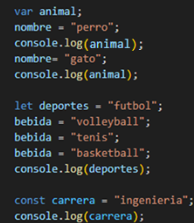 var animal;
nombre = "perro";
console.log(animal);
nombre= "gato";
console.log(animal);
let deportes = "futbol";
bebida = "volleyball";
bebida = "tenis";
bebida = "basketball";
console.log(deportes);
const carrera = "ingenieria";
console.log(carrera);